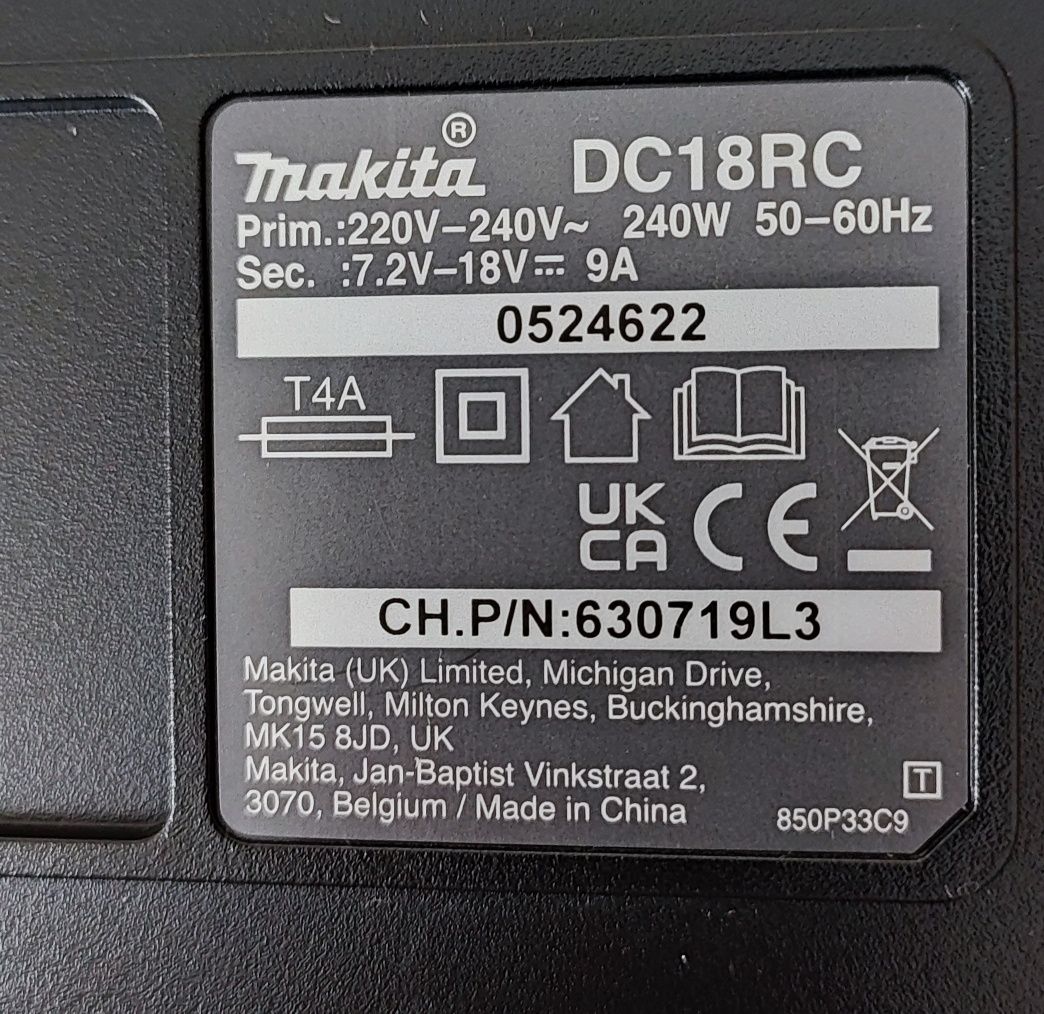 makita® DC18RC
Prim.:220V–240V~ 240W 50–60Hz
Sec. :7.2V–18V⎓ 9A
0524622
T4A
UK
CA
CE
CH.P/N:630719L3
Makita (UK) Limited, Michigan Drive,
Tongwell, Milton Keynes, Buckinghamshire,
MK15 8JD, UK
Makita, Jan-Baptist Vinkstraat 2,
3070, Belgium / Made in China
T
850P33C9